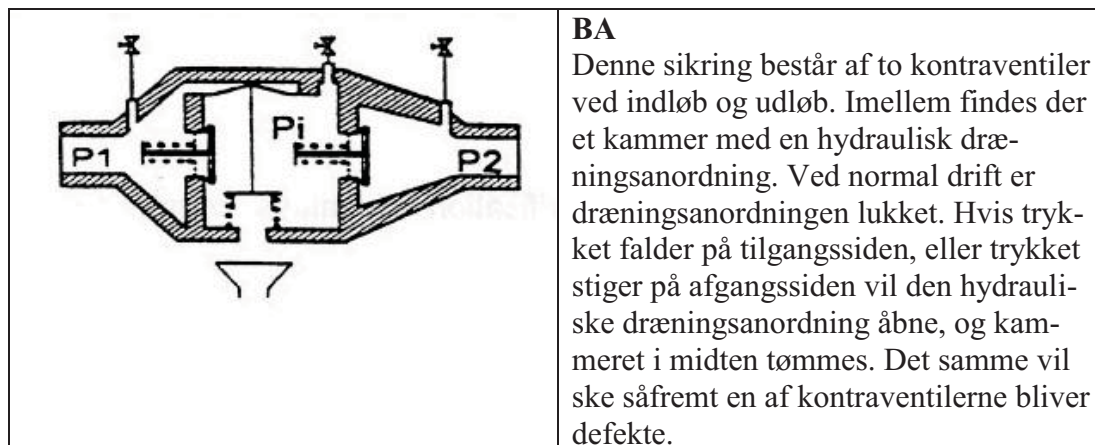 P1
Pi
P2
BA
Denne sikring består af to kontraventiler
ved indløb og udløb. Imellem findes der
et kammer med en hydraulisk dræ-
ningsanordning. Ved normal drift er
dræningsanordningen lukket. Hvis tryk-
ket falder på tilgangssiden, eller trykket
stiger på afgangssiden vil den hydrauli-
ske dræningsanordning åbne, og kam-
meret i midten tømmes. Det samme vil
ske såfremt en af kontraventilerne bliver
defekte.